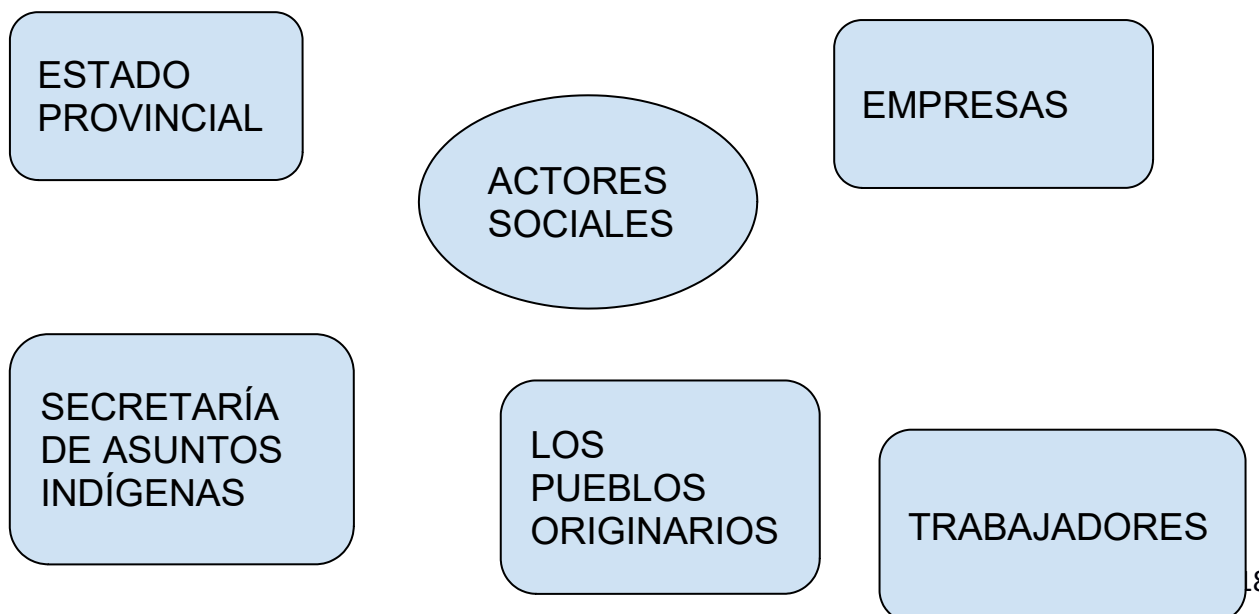 ESTADO
PROVINCIAL
EMPRESAS
ACTORES
SOCIALES
SECRETARÍA
DE ASUNTOS
INDÍGENAS
LOS
PUEBLOS
ORIGINARIOS
TRABAJADORES